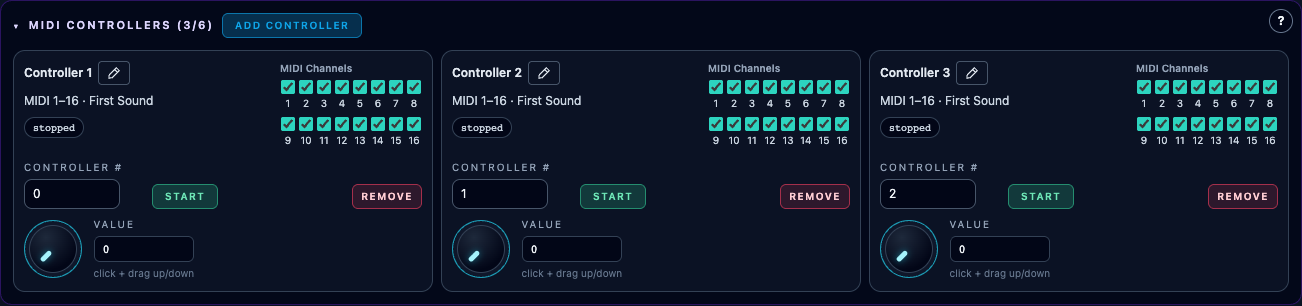 ▾ MIDI CONTROLLERS (3/6) ADD CONTROLLER ?
Controller 1
MIDI 1–16 · First Sound
stopped
MIDI Channels
1 2 3 4 5 6 7 8
9 10 11 12 13 14 15 16
CONTROLLER #
0 START REMOVE
VALUE
0
click + drag up/down
Controller 2
MIDI 1–16 · First Sound
stopped
MIDI Channels
1 2 3 4 5 6 7 8
9 10 11 12 13 14 15 16
CONTROLLER #
1 START REMOVE
VALUE
0
click + drag up/down
Controller 3
MIDI 1–16 · First Sound
stopped
MIDI Channels
1 2 3 4 5 6 7 8
9 10 11 12 13 14 15 16
CONTROLLER #
2 START REMOVE
VALUE
0
click + drag up/down